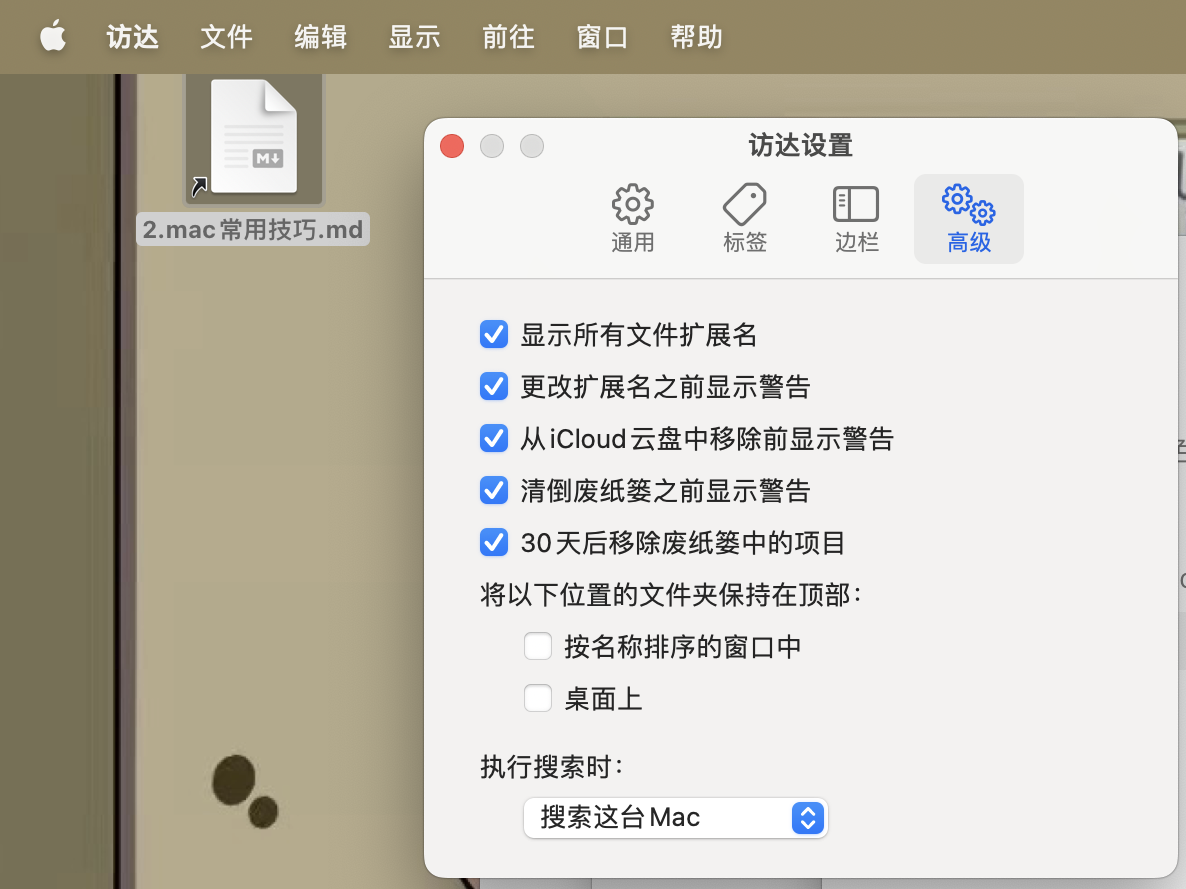 访达 文件 编辑 显示 前往 窗口 帮助
M
2.mac常用技巧.md
访达设置
通用 标签 边栏 高级
显示所有文件扩展名
更改扩展名之前显示警告
从iCloud云盘中移除前显示警告
清倒废纸篓之前显示警告
30天后移除废纸篓中的项目
将以下位置的文件夹保持在顶部：
按名称排序的窗口中
桌面上
执行搜索时：
搜索这台Mac